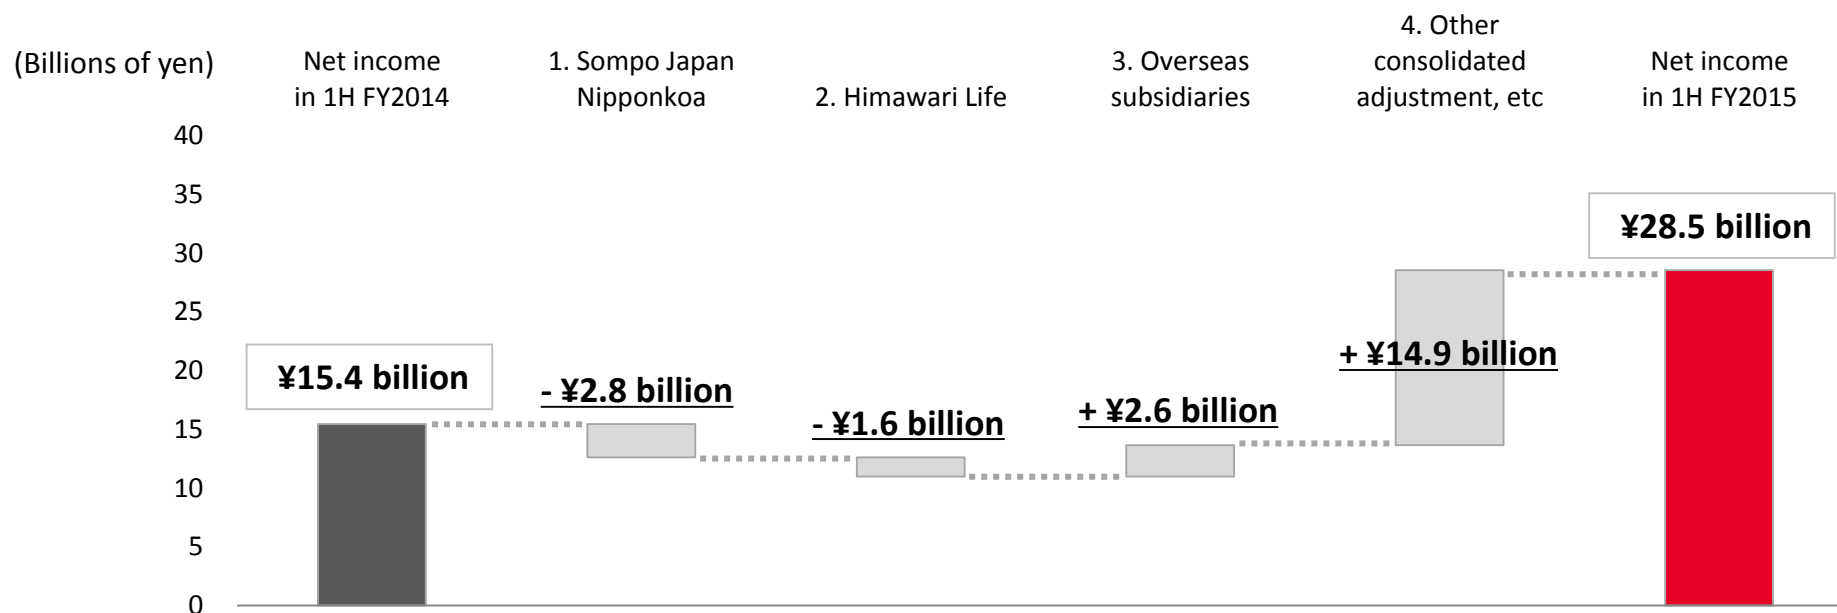 (Billions of yen)
Net income
in 1H FY2014
1. Sompo Japan
Nipponkoa
2. Himawari Life
3. Overseas
subsidiaries
4. Other
consolidated
adjustment, etc
Net income
in 1H FY2015
40
35
30
25
20
15
10
5
0
¥15.4 billion
- ¥2.8 billion
- ¥1.6 billion
+ ¥2.6 billion
+ ¥14.9 billion
¥28.5 billion